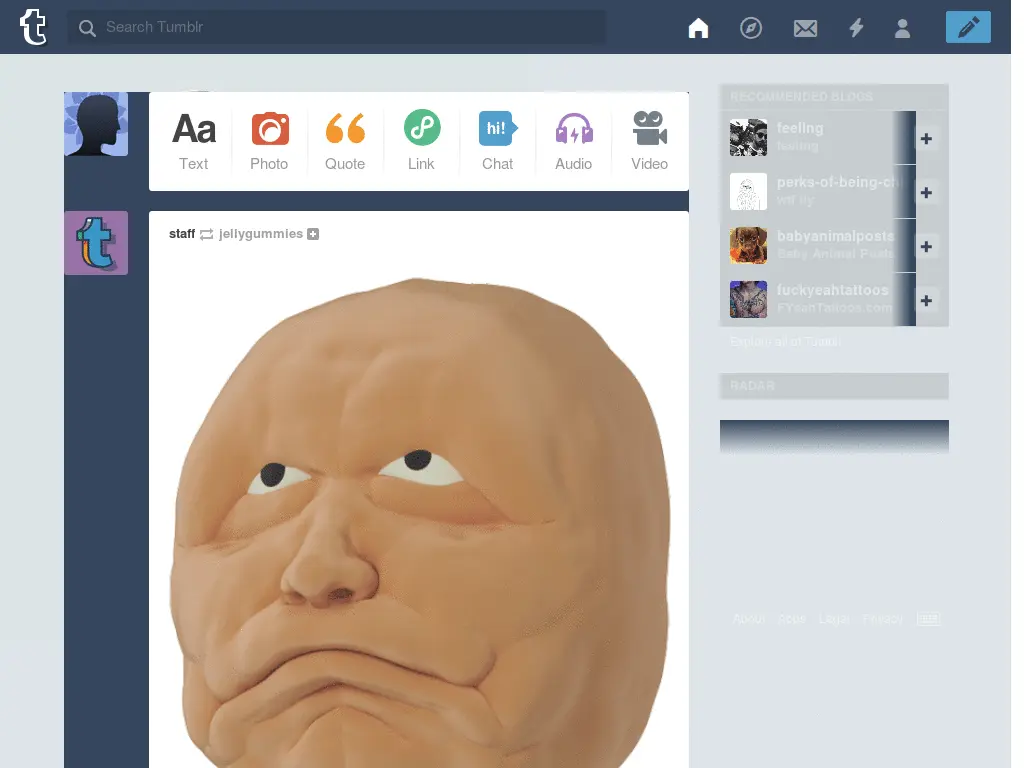 t
Search Tumblr
Aa
hi!
Text
Photo
Quote
Link
Chat
Audio
Video
staff jellygummies
RECOMMENDED BLOGS
feeling
feeling
perks-of-being-ch
wtf lily
babyanimalposts
Baby Animal Posts
fuckyeahtattoos
FYeahTattoos.com
Explore all of Tumblr
RADAR
About Apps Legal Privacy